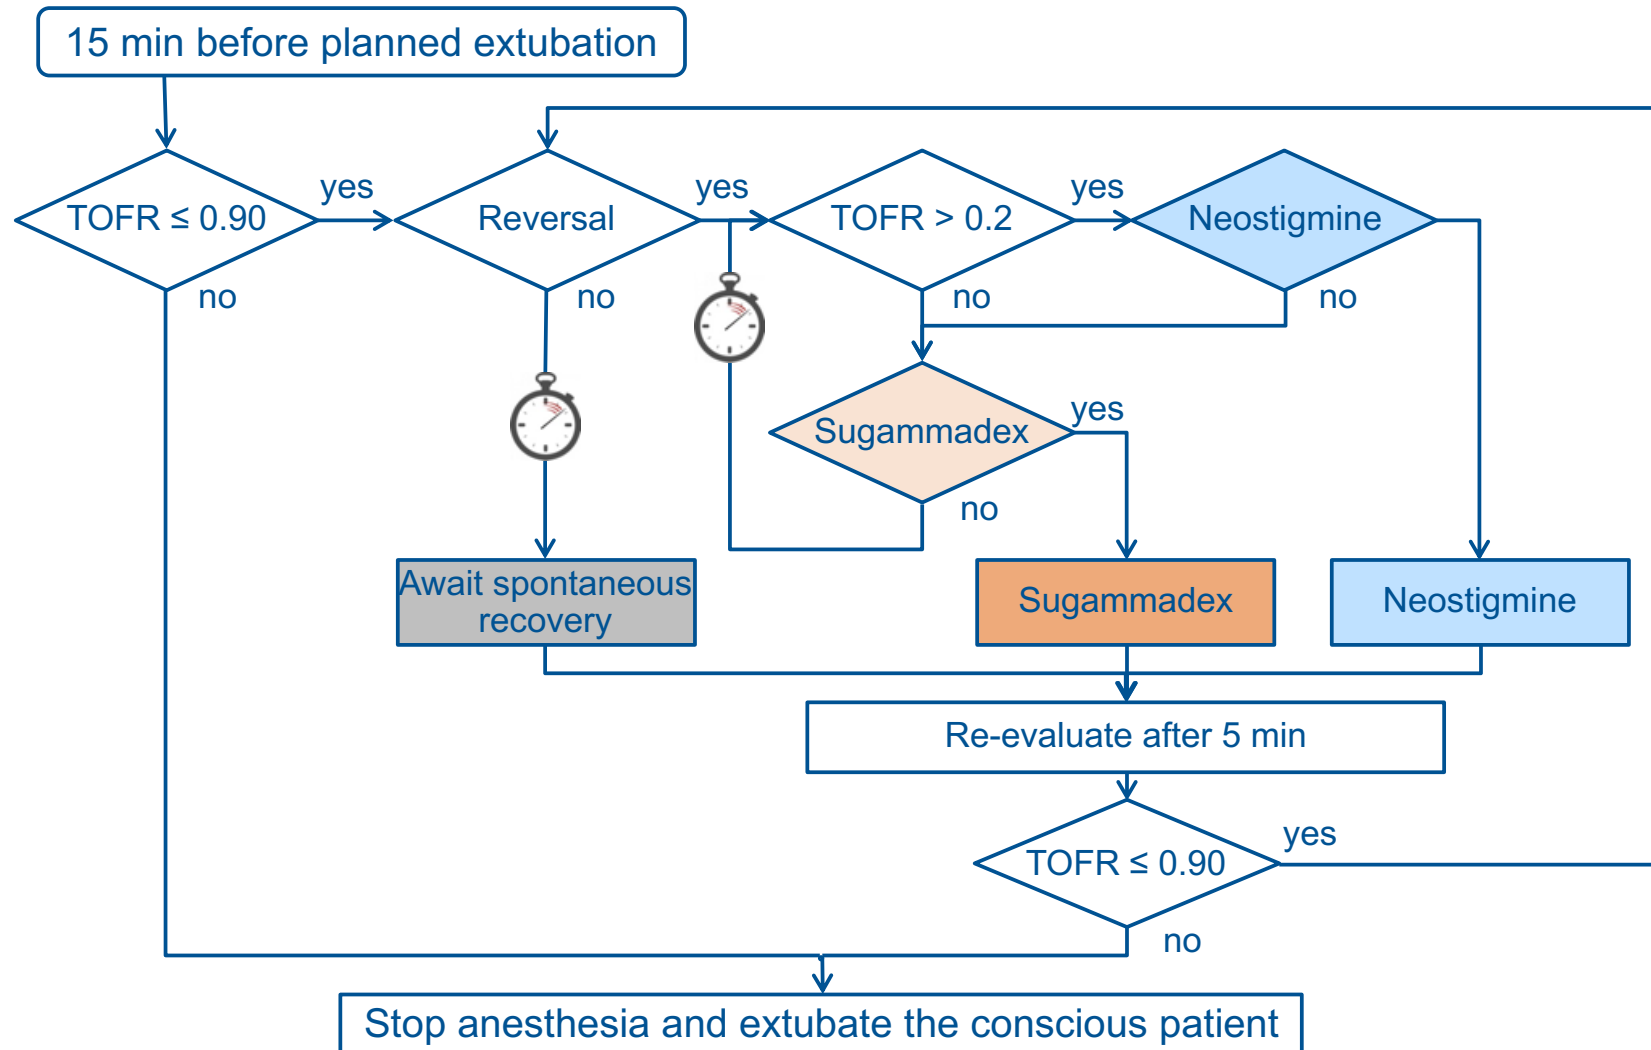 15 min before planned extubation
yes
yes
yes
TOFR ≤ 0.90
Reversal
TOFR > 0.2
Neostigmine
no
no
no
no
yes
Sugammadex
no
Await spontaneous
recovery
Sugammadex
Neostigmine
Re-evaluate after 5 min
yes
TOFR ≤ 0.90
no
Stop anesthesia and extubate the conscious patient